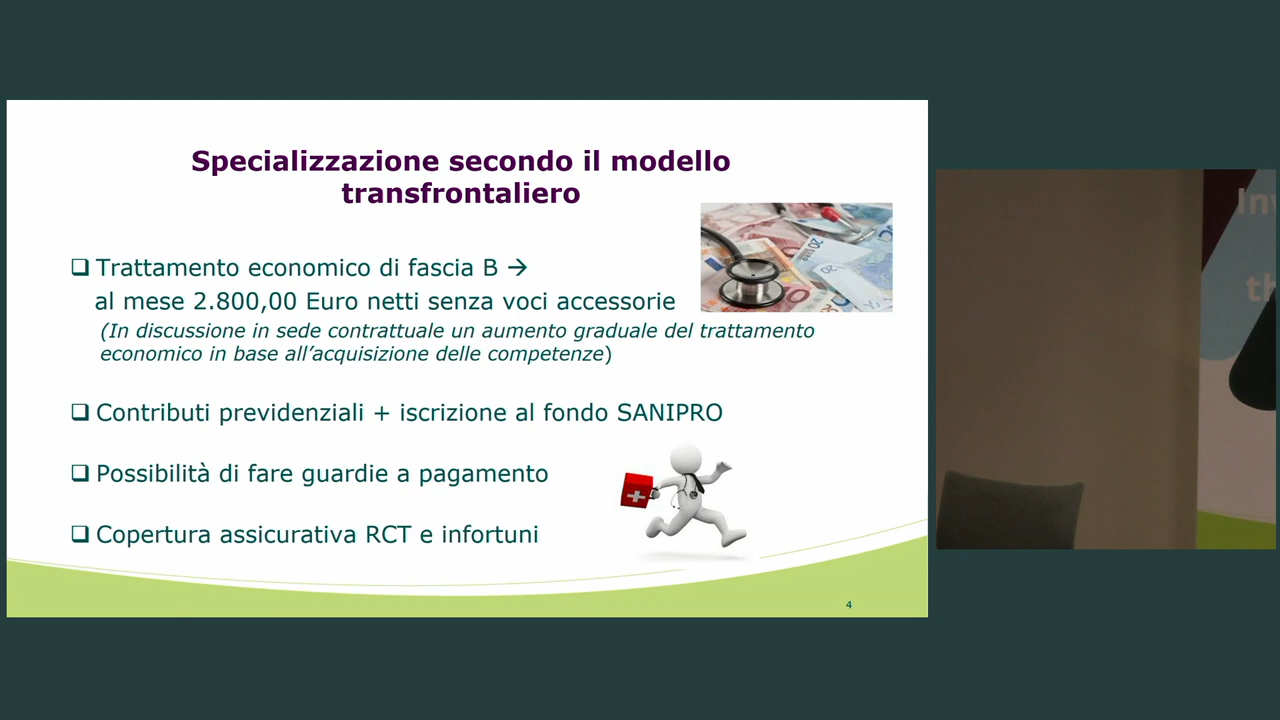 Specializzazione secondo il modello
transfrontaliero
Trattamento economico di fascia B →
al mese 2.800,00 Euro netti senza voci accessorie
(In discussione in sede contrattuale un aumento graduale del trattamento
economico in base all’acquisizione delle competenze)
Contributi previdenziali + iscrizione al fondo SANIPRO
Possibilità di fare guardie a pagamento
Copertura assicurativa RCT e infortuni
4